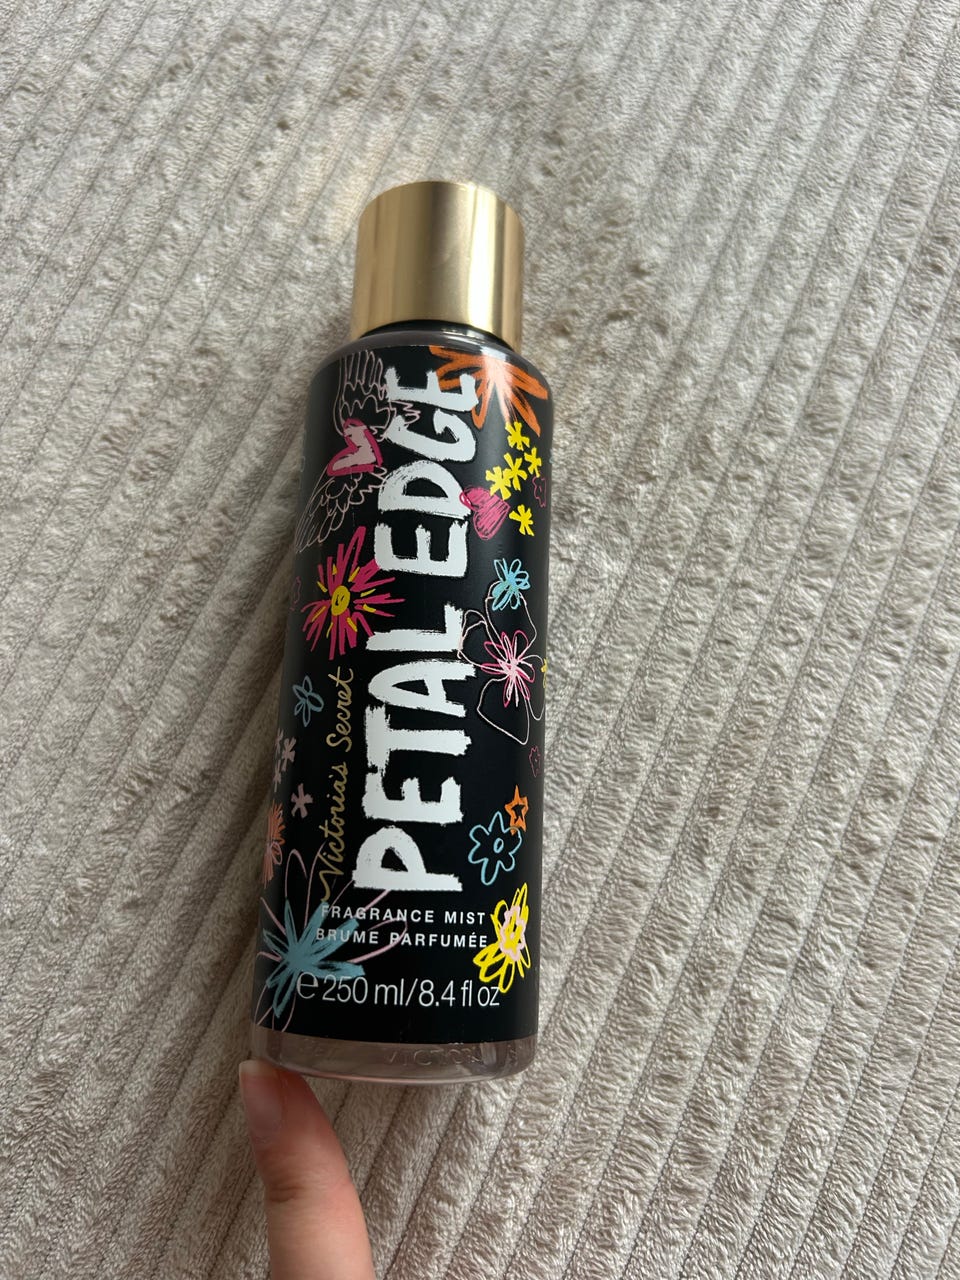 Victoria's Secret
PETAL EDGE
FRAGRANCE MIST
BRUME PARFUMÉE
℮ 250 ml/8.4 fl oz